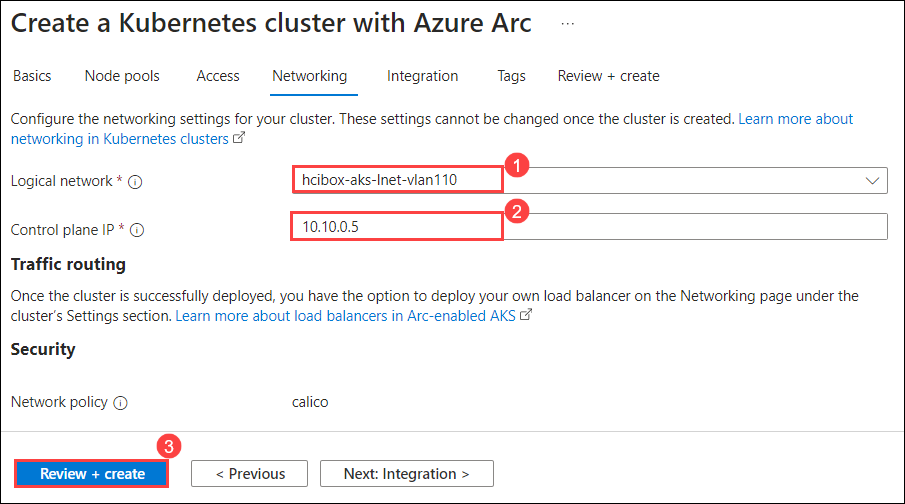 Create a Kubernetes cluster with Azure Arc ...
Basics Node pools Access Networking Integration Tags Review + create
Configure the networking settings for your cluster. These settings cannot be changed once the cluster is created. Learn more about
networking in Kubernetes clusters
Logical network * hcibox-aks-lnet-vlan110 1
Control plane IP * 10.10.0.5 2
Traffic routing
Once the cluster is successfully deployed, you have the option to deploy your own load balancer on the Networking page under the
cluster's Settings section. Learn more about load balancers in Arc-enabled AKS
Security
Network policy calico
3
Review + create < Previous Next: Integration >